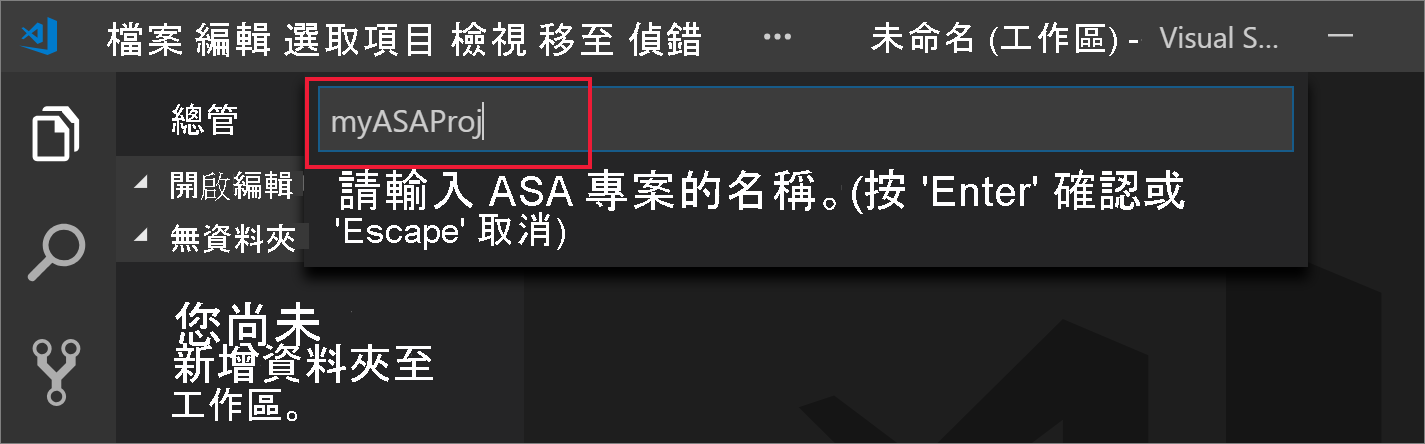 檔案 編輯 選取項目 檢視 移至 偵錯 ··· 未命名 (工作區) - Visual S...
總管
myASAProj
開啟編輯
請輸入 ASA 專案的名稱。(按 'Enter' 確認或
'Escape' 取消)
無資料夾
您尚未
新增資料夾至
工作區。